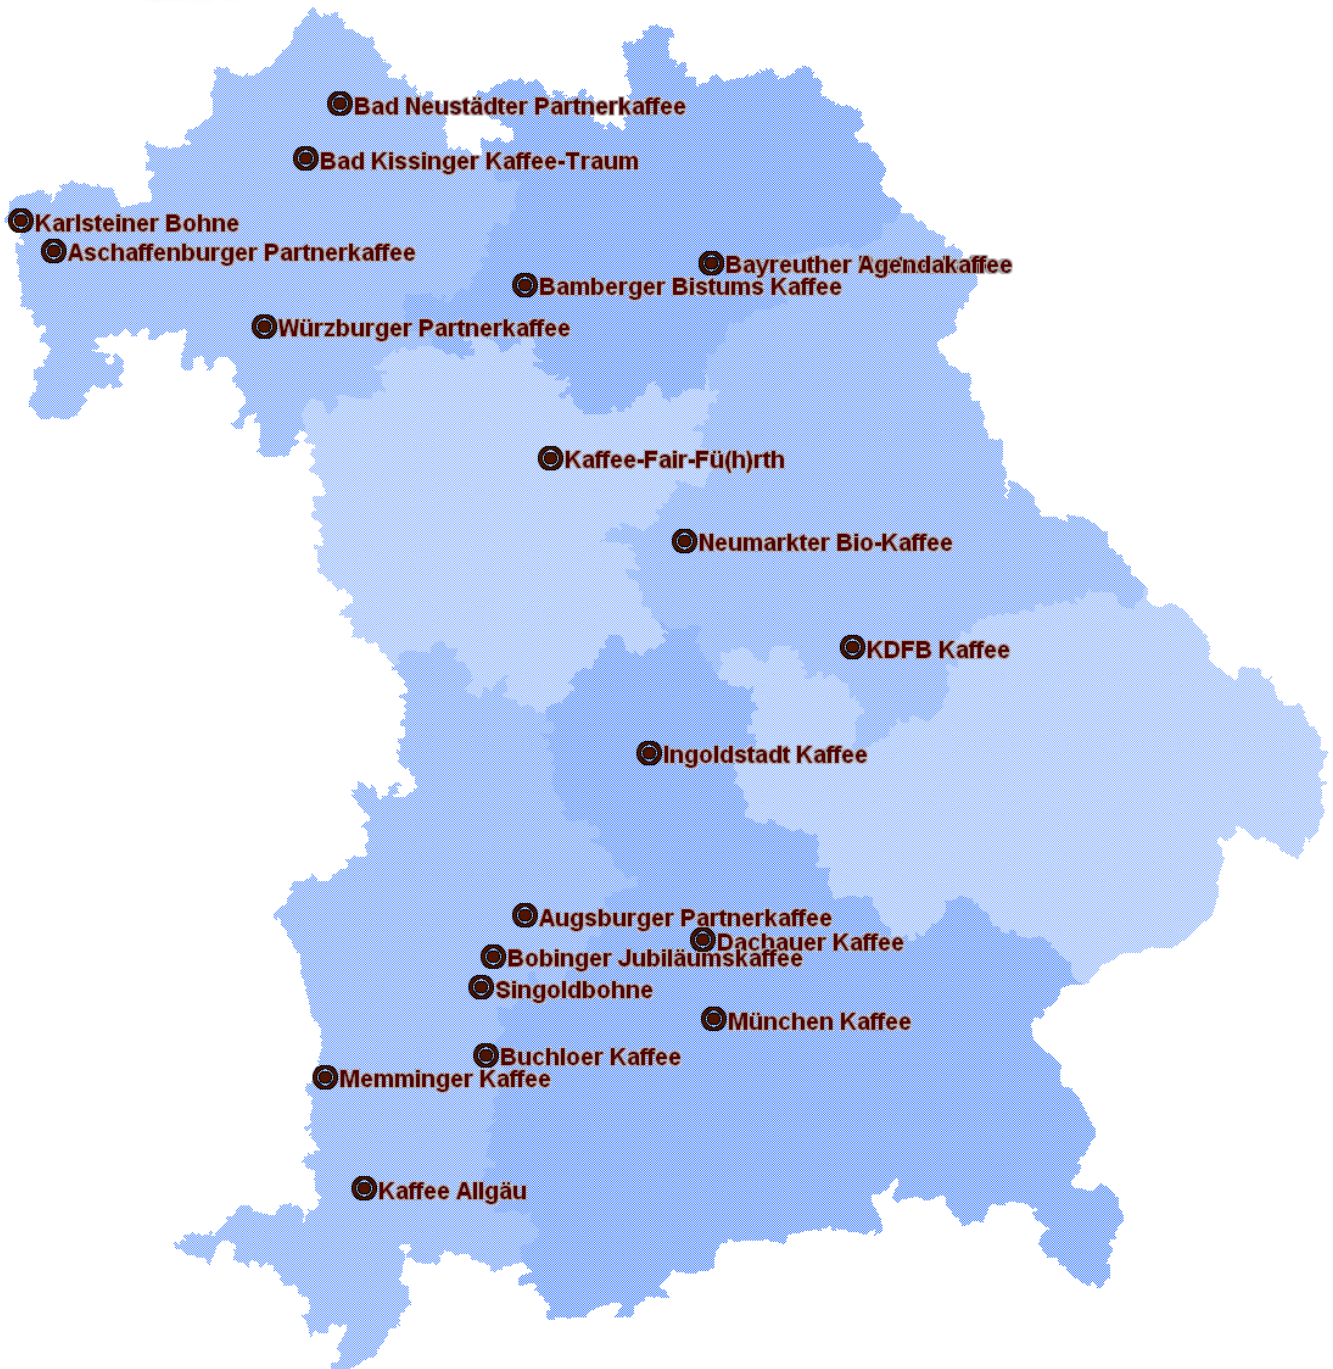 Bad Neustädter Partnerkaffee
Bad Kissinger Kaffee-Traum
Karlsteiner Bohne
Aschaffenburger Partnerkaffee
Bayreuther Agendakaffee
Bamberger Bistums Kaffee
Würzburger Partnerkaffee
Kaffee-Fair-Fü(h)rth
Neumarkter Bio-Kaffee
KDFB Kaffee
Ingoldstadt Kaffee
Augsburger Partnerkaffee
Dachauer Kaffee
Bobinger Jubiläumskaffee
Singoldbohne
München Kaffee
Buchloer Kaffee
Memminger Kaffee
Kaffee Allgäu